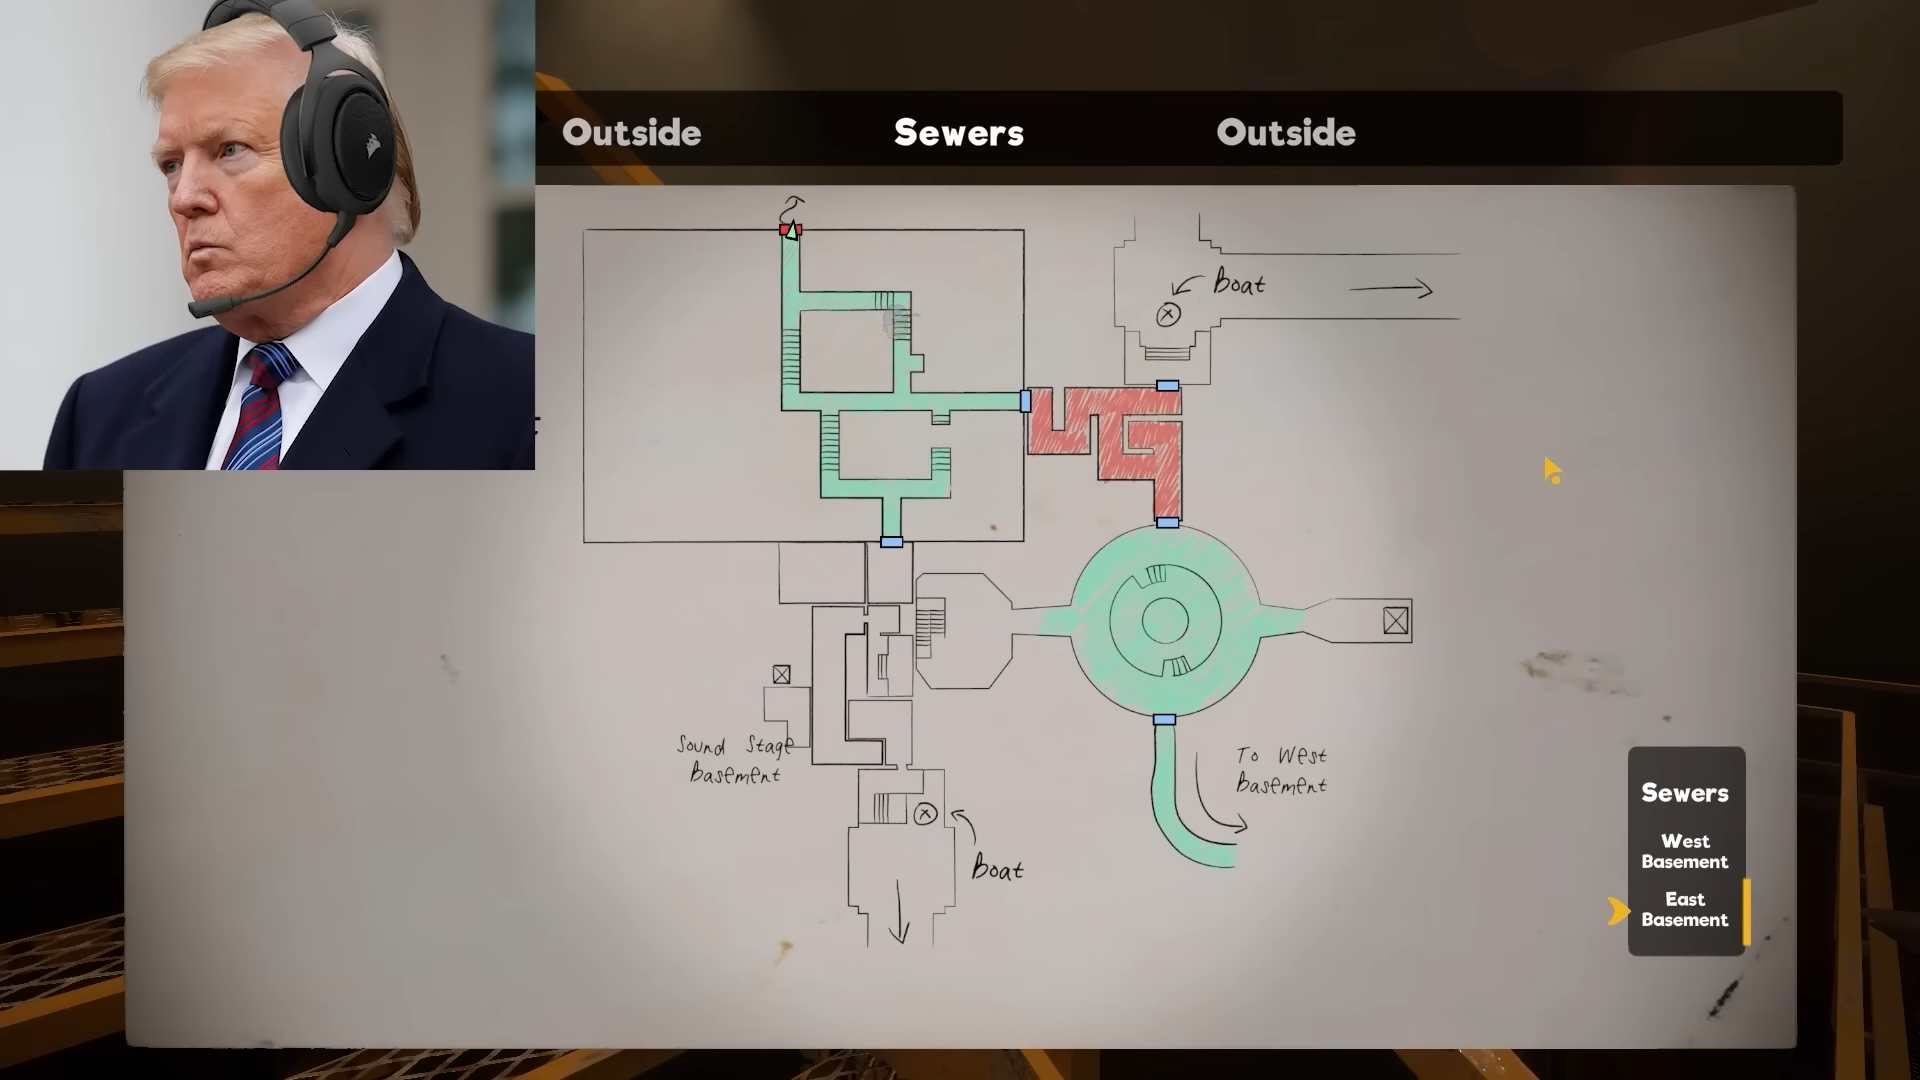 Outside Sewers Outside
Boat
Sound Stage
Basement
To West
Basement
Boat
Sewers
West
Basement
East
Basement